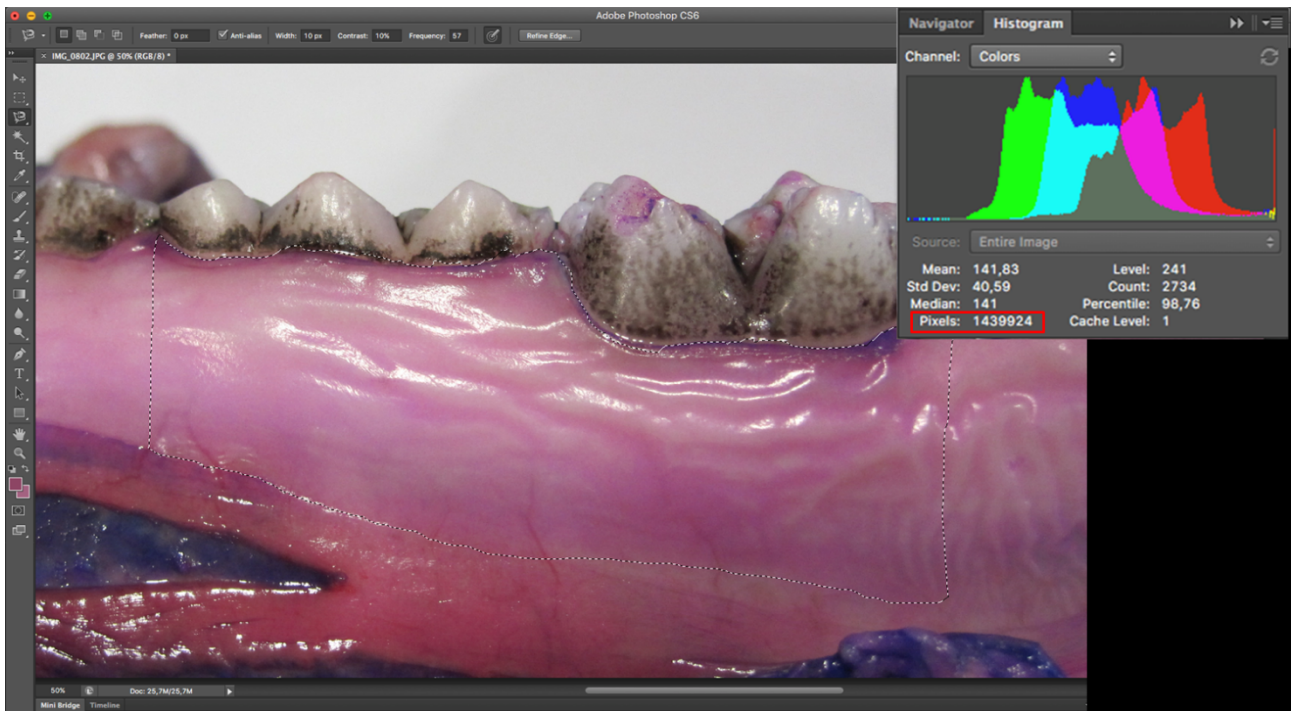 Adobe Photoshop CS6
Feather: 0 px Anti-alias Width: 10 px Contrast: 10% Frequency: 57 Refine Edge...
× IMG_0802.JPG @ 50% (RGB/8) *
Navigator Histogram
Channel: Colors
Source: Entire Image
Mean: 141,83 Level: 241
Std Dev: 40,59 Count: 2734
Median: 141 Percentile: 98,76
Pixels: 1439924 Cache Level: 1
50% Doc: 25,7M/25,7M
Mini Bridge Timeline